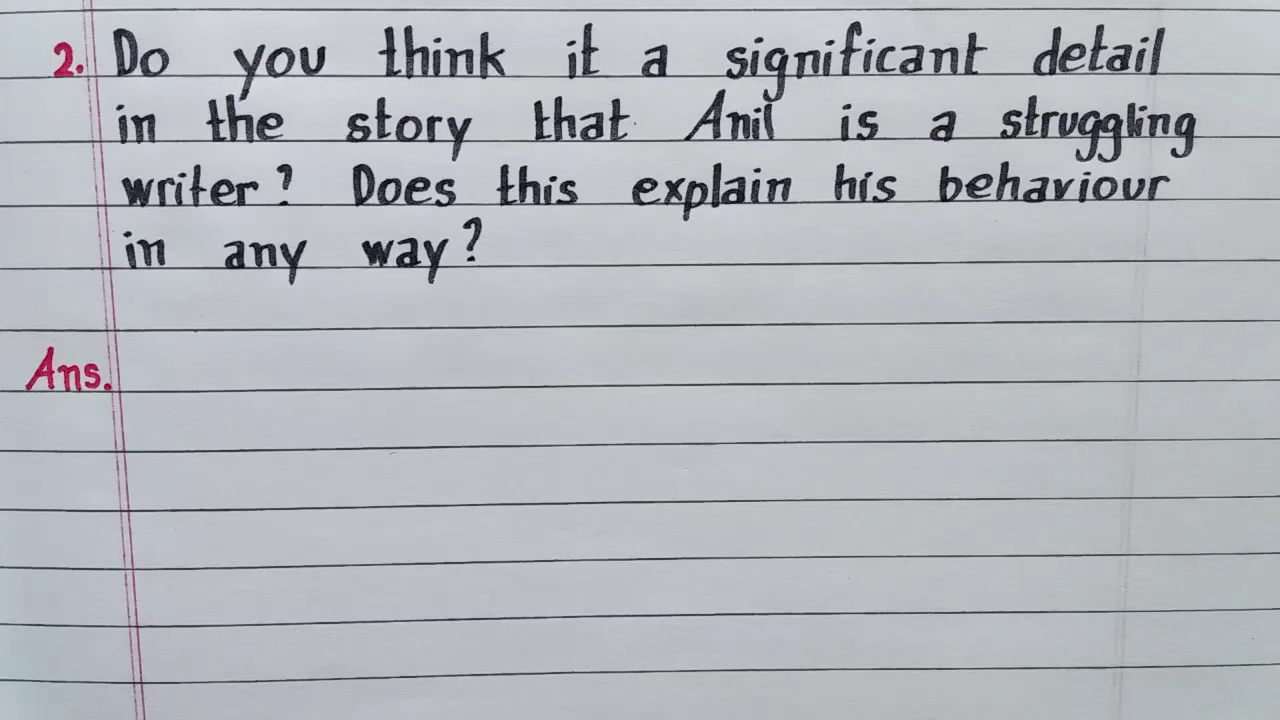 2. Do you think it a significant detail
in the story that Anil is a struggling
writer? Does this explain his behaviour
in any way?
Ans.